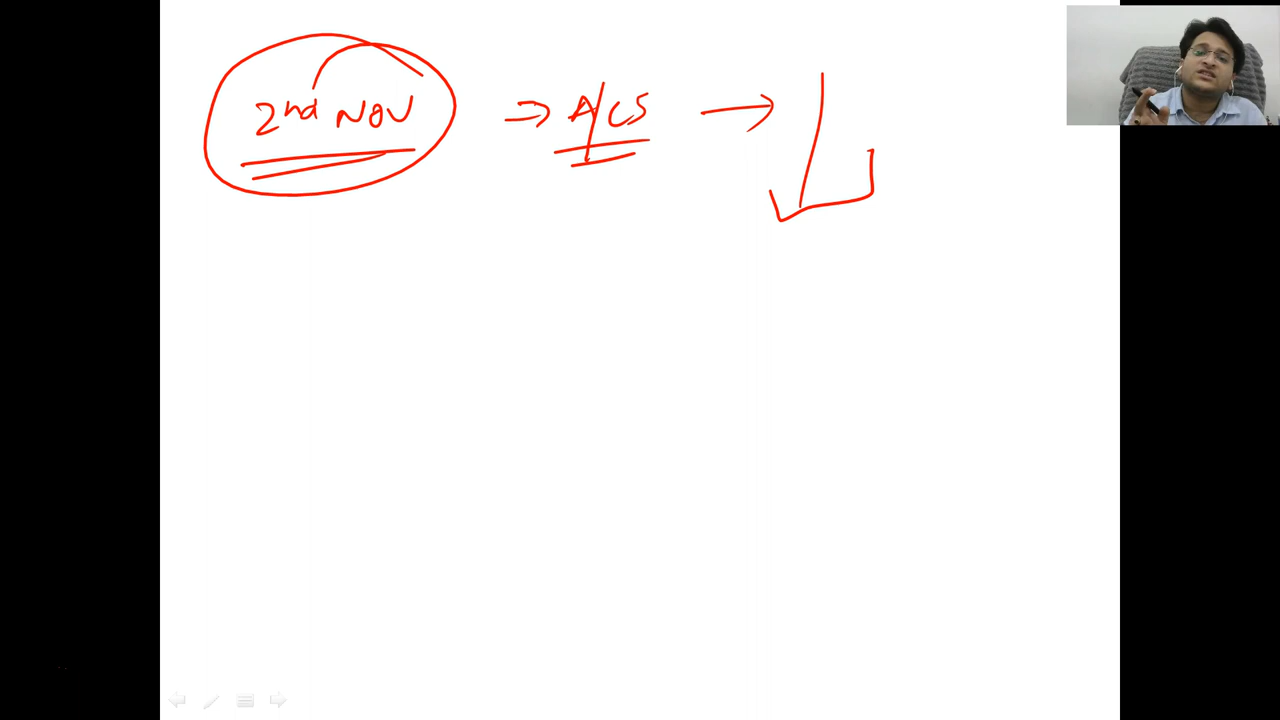 2nd NOV ⇒ A/CS →